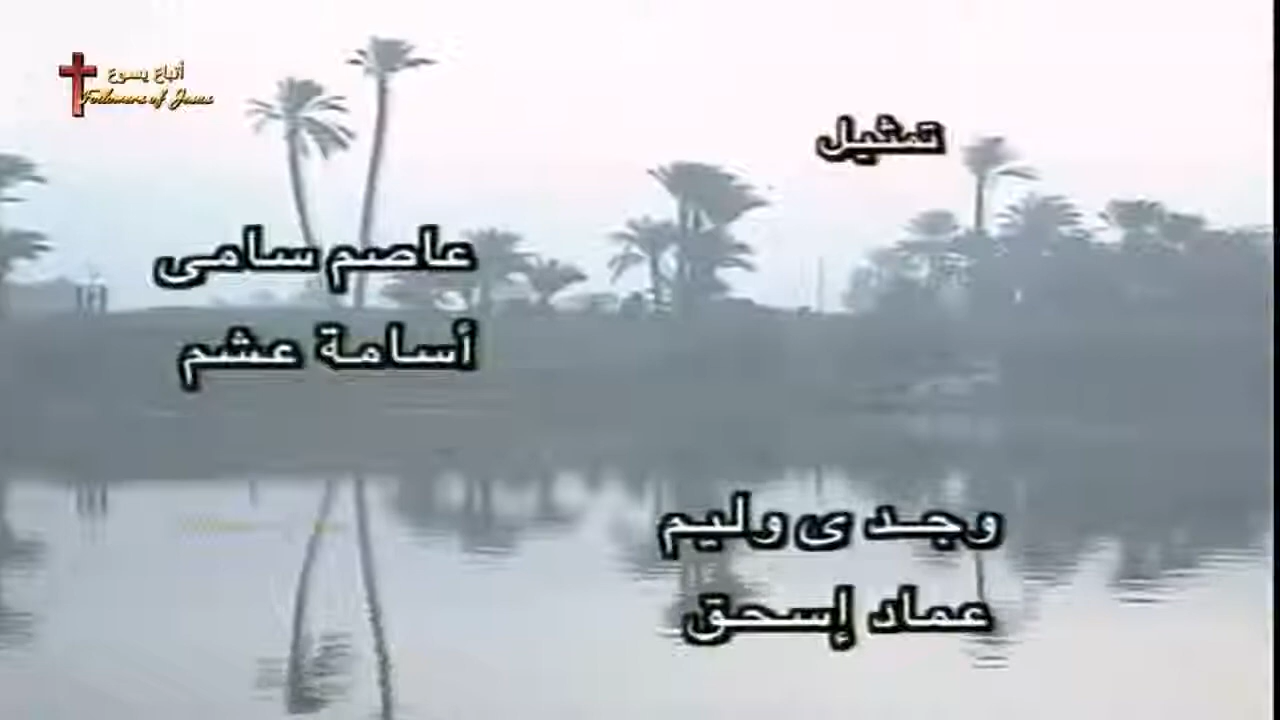 أتباع يسوع
Followers of Jesus
تمثيل
عاصم سامى
أسامة عشم
وجدى وليم
عماد إسحق